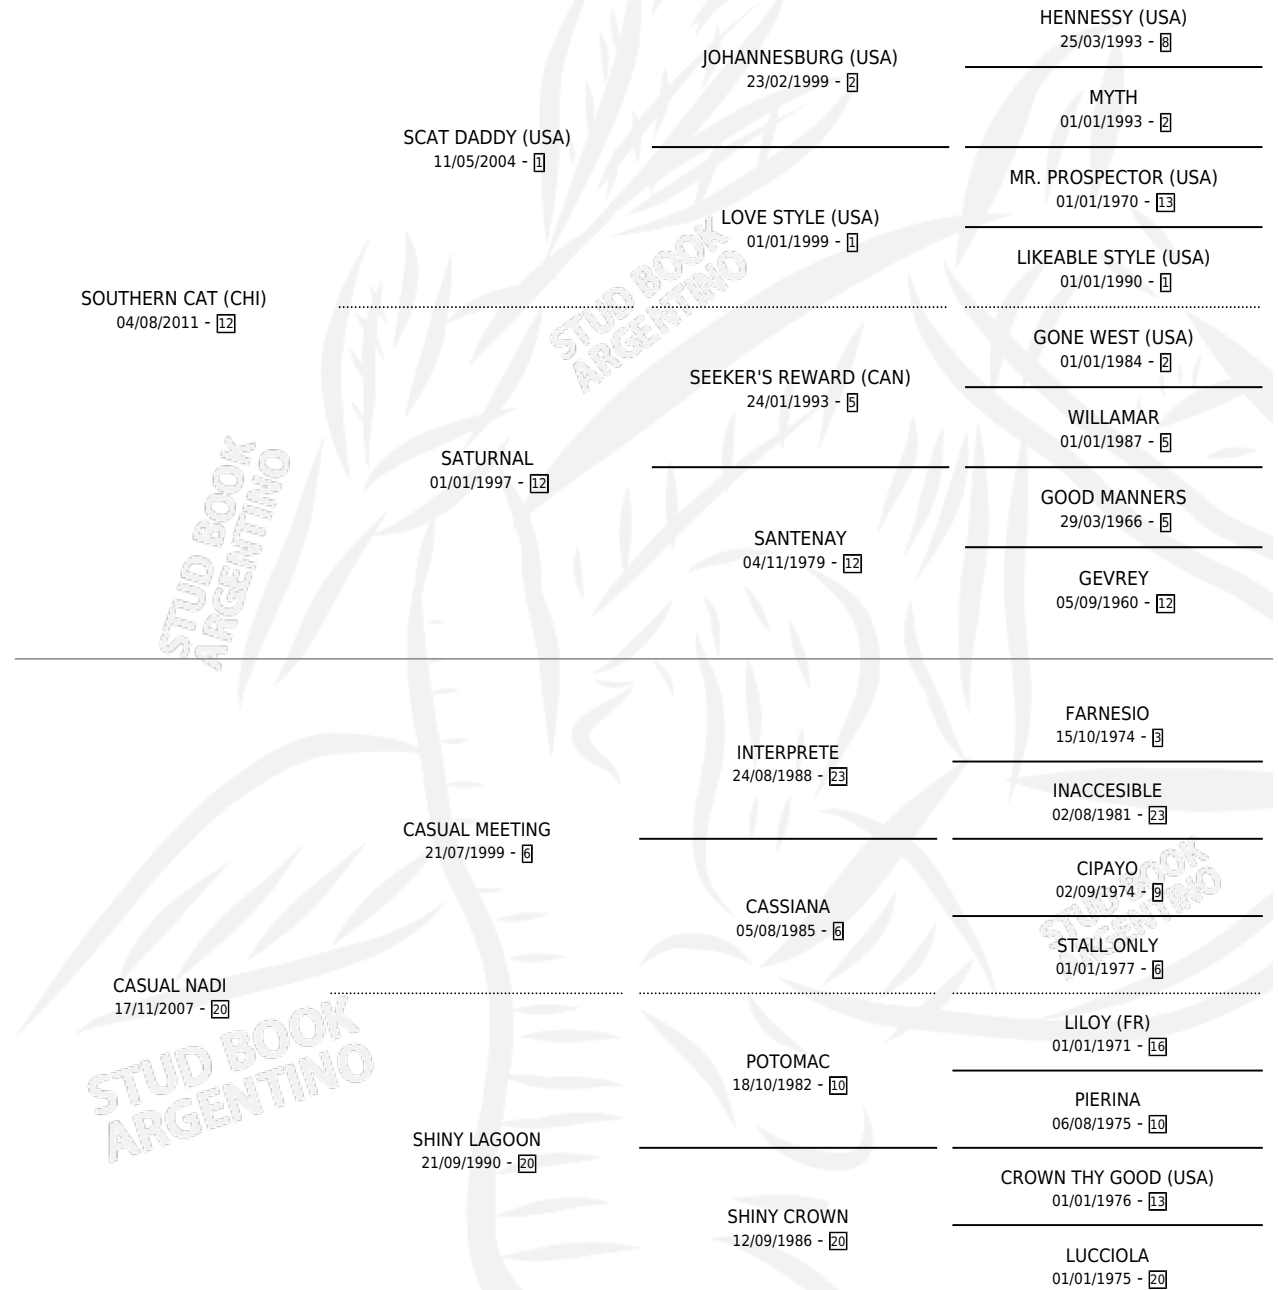 HENNESSY (USA)
25/03/1993 - 8
JOHANNESBURG (USA)
23/02/1999 - 2
MYTH
01/01/1993 - 2
SCAT DADDY (USA)
11/05/2004 - 1
MR. PROSPECTOR (USA)
01/01/1970 - 13
LOVE STYLE (USA)
01/01/1999 - 1
LIKEABLE STYLE (USA)
01/01/1990 - 1
SOUTHERN CAT (CHI)
04/08/2011 - 12
GONE WEST (USA)
01/01/1984 - 2
SEEKER'S REWARD (CAN)
24/01/1993 - 5
WILLAMAR
01/01/1987 - 5
SATURNAL
01/01/1997 - 12
GOOD MANNERS
29/03/1966 - 5
SANTENAY
04/11/1979 - 12
GEVREY
05/09/1960 - 12
FARNESIO
15/10/1974 - 3
INTERPRETE
24/08/1988 - 23
INACCESIBLE
02/08/1981 - 23
CASUAL MEETING
21/07/1999 - 6
CIPAYO
02/09/1974 - 9
CASSIANA
05/08/1985 - 6
STALL ONLY
01/01/1977 - 6
CASUAL NADI
17/11/2007 - 20
LILOY (FR)
01/01/1971 - 16
POTOMAC
18/10/1982 - 10
PIERINA
06/08/1975 - 10
SHINY LAGOON
21/09/1990 - 20
CROWN THY GOOD (USA)
01/01/1976 - 13
SHINY CROWN
12/09/1986 - 20
LUCCIOLA
01/01/1975 - 20
STUD BOOK
ARGENTINO
STUD BOOK
ARGENTINO
STUD BOOK
ARGENTINO
STUD BOOK
ARGENTINO